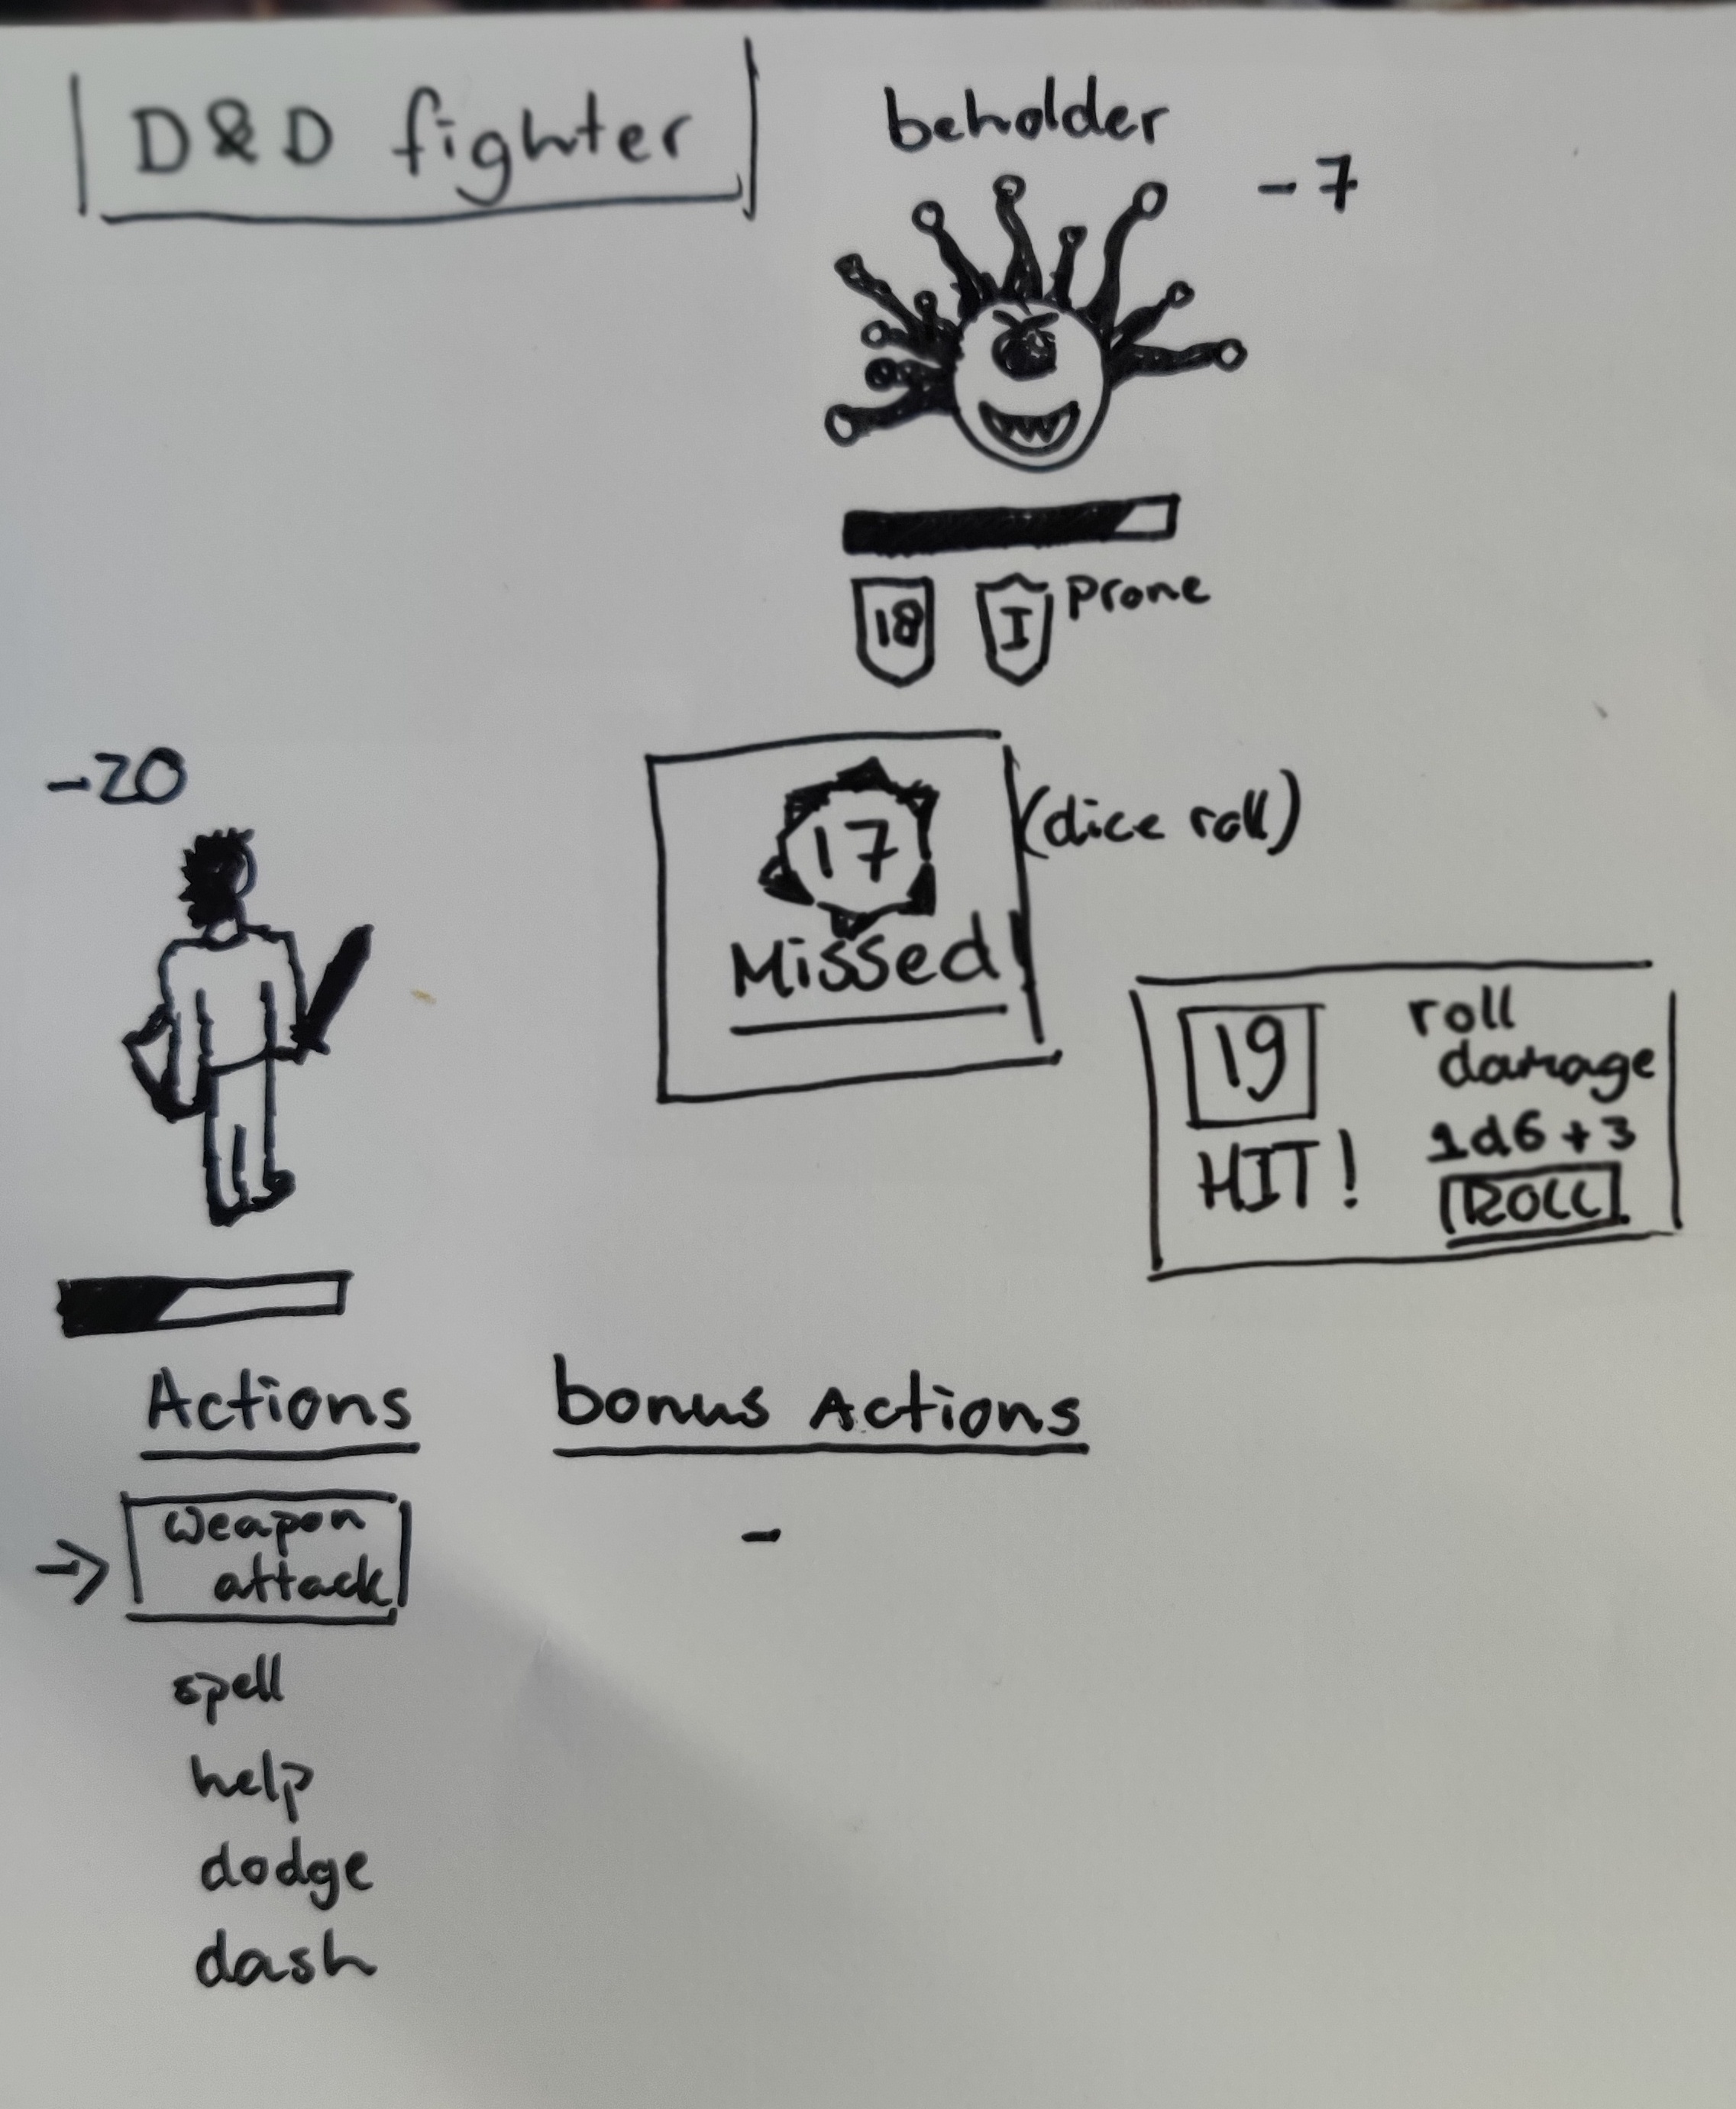 D&D fighter
beholder
-7
18
I
Prone
-20
17
Missed
(dice roll)
19
HIT!
roll
damage
1d6+3
ROLL
Actions
bonus Actions
weapon
attack
-
spell
help
dodge
dash